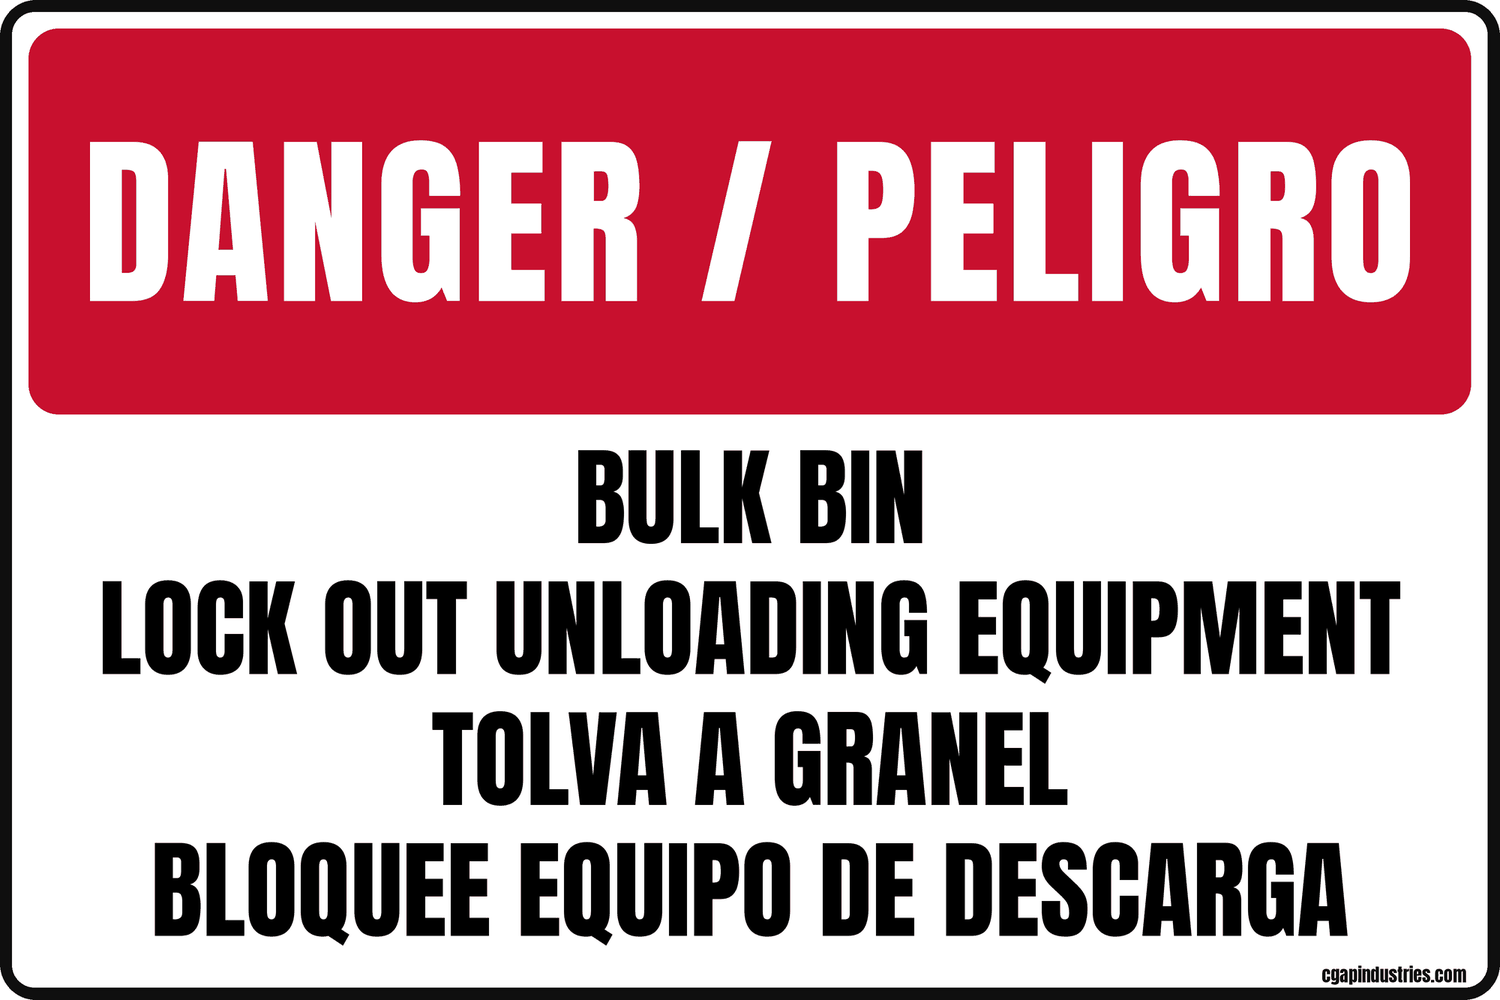 DANGER / PELIGRO
BULK BIN
LOCK OUT UNLOADING EQUIPMENT
TOLVA A GRANEL
BLOQUEE EQUIPO DE DESCARGA
cgapindustries.com